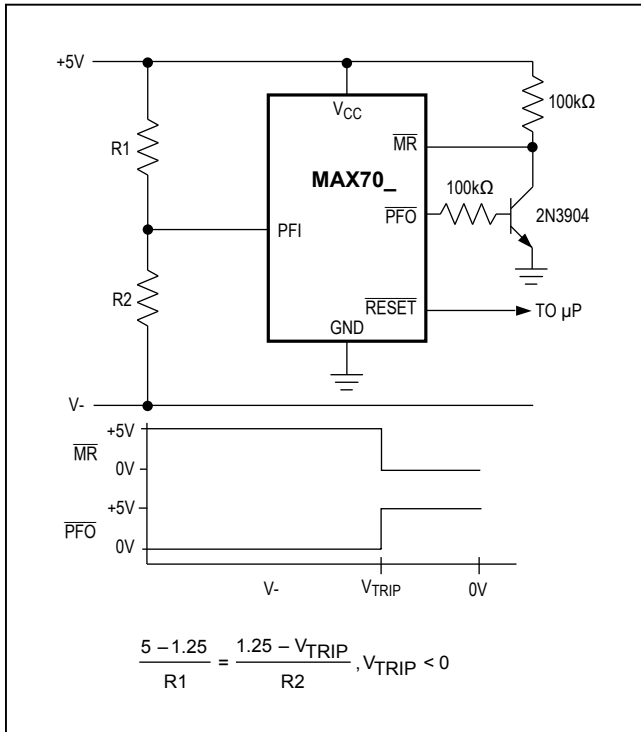 +5V
VCC
100kΩ
R1
MR
MAX70_
100kΩ
PFO
2N3904
PFI
R2
RESET
TO µP
GND
V-
+5V
MR
0V
+5V
PFO
0V
V-
VTRIP
0V
5 – 1.25 / R1 = 1.25 – VTRIP / R2 , VTRIP < 0